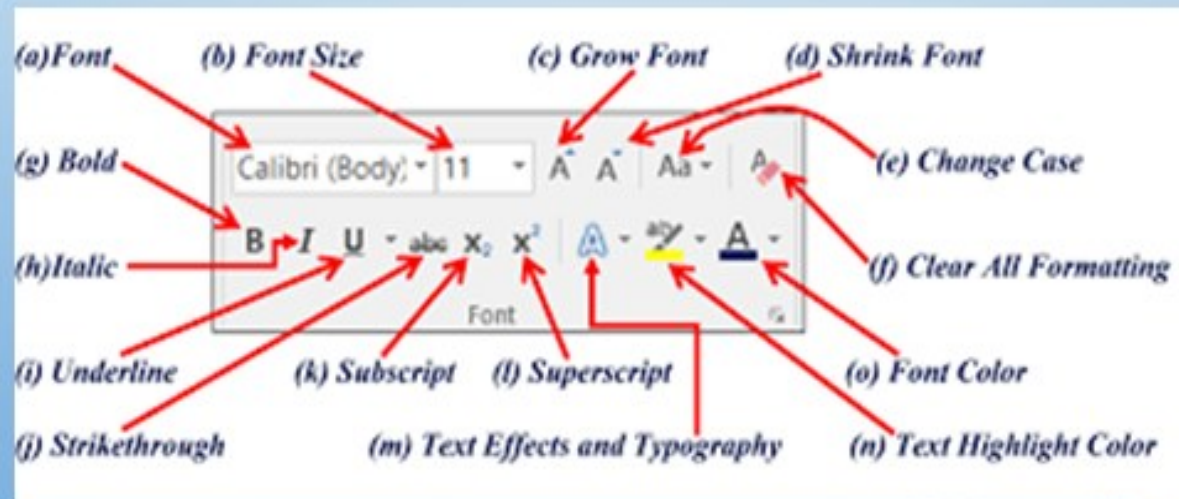 (a)Font (b) Font Size (c) Grow Font (d) Shrink Font
(g) Bold Calibri (Body) 11 A A Aa A (e) Change Case
B I U abc X₂ X² A ab A
(h)Italic (f) Clear All Formatting
Font
(i) Underline (k) Subscript (l) Superscript (o) Font Color
(j) Strikethrough (m) Text Effects and Typography (n) Text Highlight Color